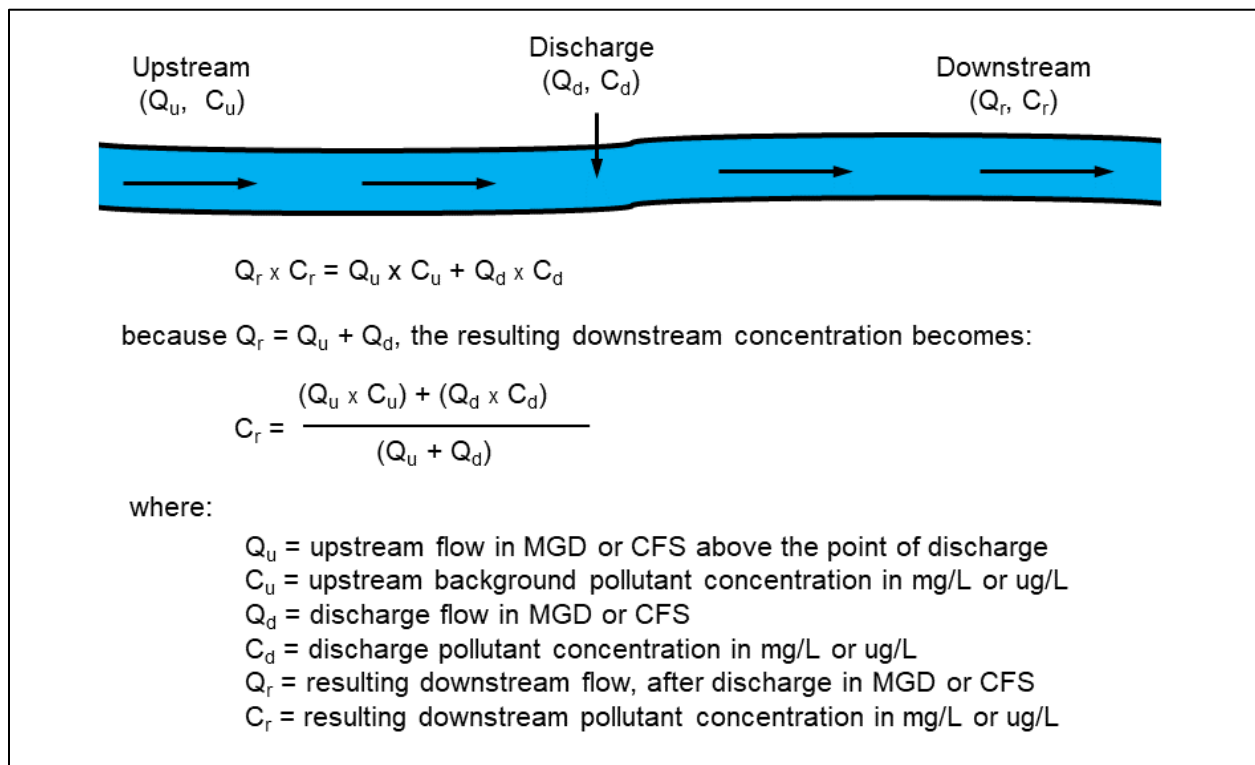 Upstream
(Qu, Cu)
Discharge
(Qd, Cd)
Downstream
(Qr, Cr)
Qr x Cr = Qu x Cu + Qd x Cd
because Qr = Qu + Qd, the resulting downstream concentration becomes:
(Qu x Cu) + (Qd x Cd)
Cr =
(Qu + Qd)
where:
Qu = upstream flow in MGD or CFS above the point of discharge
Cu = upstream background pollutant concentration in mg/L or ug/L
Qd = discharge flow in MGD or CFS
Cd = discharge pollutant concentration in mg/L or ug/L
Qr = resulting downstream flow, after discharge in MGD or CFS
Cr = resulting downstream pollutant concentration in mg/L or ug/L